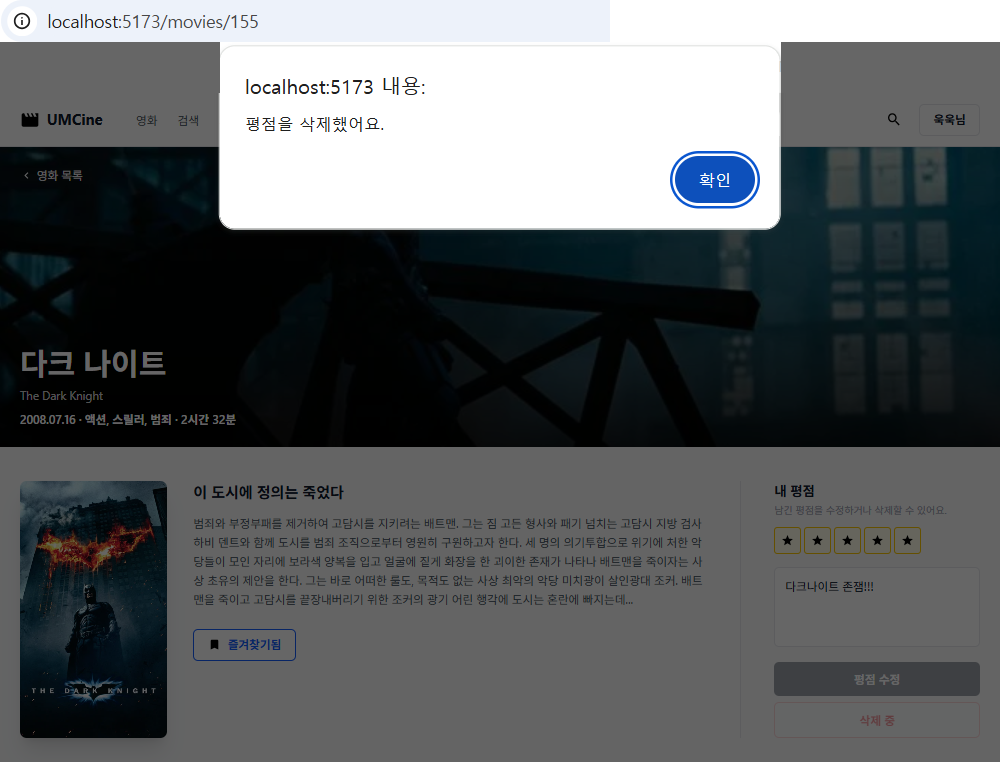 localhost:5173/movies/155
localhost:5173 내용:
평점을 삭제했어요.
확인
UMCine
영화
검색
욱욱님
영화 목록
다크 나이트
The Dark Knight
2008.07.16 · 액션, 스릴러, 범죄 · 2시간 32분
THE DARK KNIGHT
이 도시에 정의는 죽었다
범죄와 부정부패를 제거하여 고담시를 지키려는 배트맨. 그는 짐 고든 형사와 패기 넘치는 고담시 지방 검사
하비 덴트와 함께 도시를 범죄 조직으로부터 영원히 구원하고자 한다. 세 명의 의기투합으로 위기에 처한 악
당들이 모인 자리에 보라색 양복을 입고 얼굴에 짙게 화장을 한 괴이한 존재가 나타나 배트맨을 죽이자는 사
상 초유의 제안을 한다. 그는 바로 어떠한 룰도, 목적도 없는 사상 최악의 악당 미치광이 살인광대 조커. 배트
맨을 죽이고 고담시를 끝장내버리기 위한 조커의 광기 어린 행각에 도시는 혼란에 빠지는데...
즐겨찾기됨
내 평점
남긴 평점을 수정하거나 삭제할 수 있어요.
다크나이트 존잼!!!
평점 수정
삭제 중